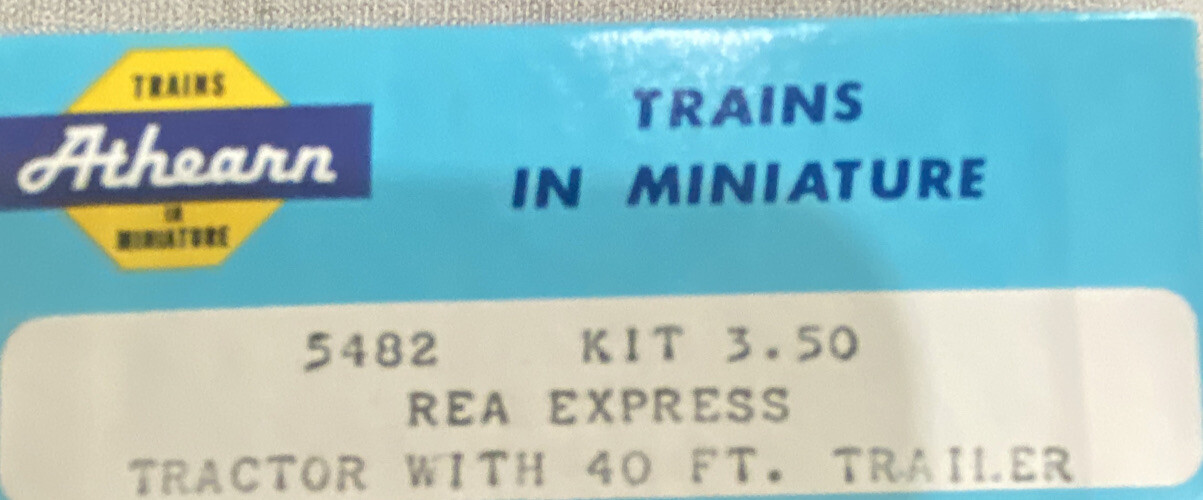 TRAINS
Athearn
IN
MINIATURE
TRAINS
IN MINIATURE
5482 KIT 3.50
REA EXPRESS
TRACTOR WITH 40 FT. TRAILER